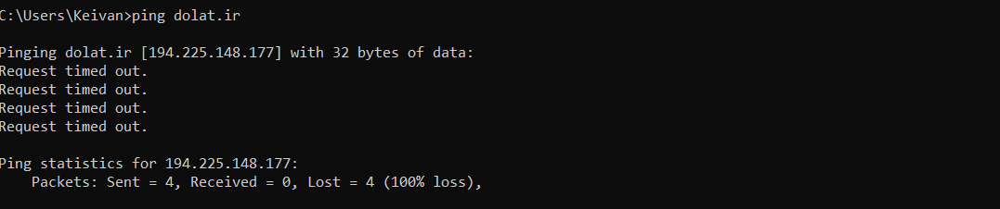 C:\Users\Keivan>ping dolat.ir
Pinging dolat.ir [194.225.148.177] with 32 bytes of data:
Request timed out.
Request timed out.
Request timed out.
Request timed out.
Ping statistics for 194.225.148.177:
Packets: Sent = 4, Received = 0, Lost = 4 (100% loss),